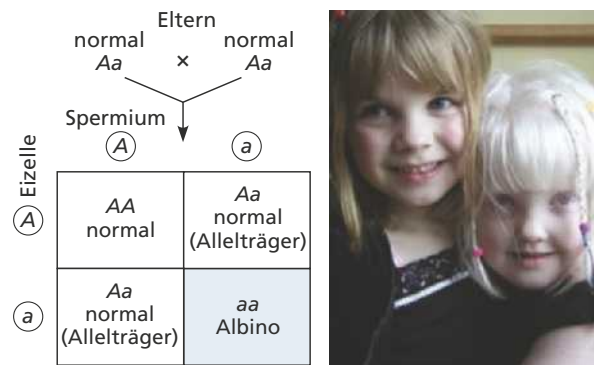 Eltern
normal normal
Aa × Aa
Spermium
A a
Eizelle
A
AA
normal
Aa
normal
(Allelträger)
a
Aa
normal
(Allelträger)
aa
Albino